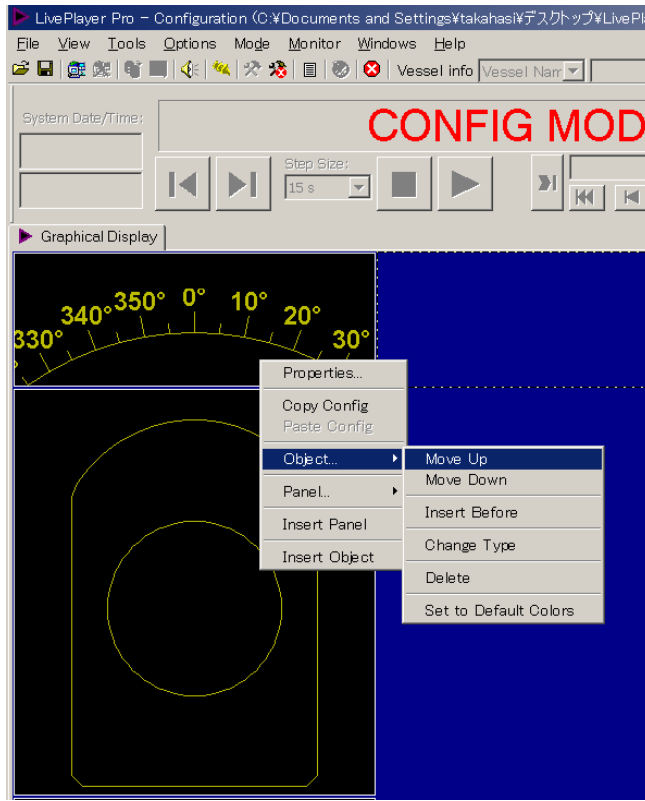 LivePlayer Pro - Configuration (C:¥Documents and Settings¥takahasi¥デスクトップ¥LivePl
File View Tools Options Mode Monitor Windows Help
Vessel info Vessel Nam
System Date/Time:
CONFIG MOD
Step Size:
15 s
Graphical Display
330° 340° 350° 0° 10° 20° 30°
Properties...
Copy Config
Paste Config
Object...
Move Up
Move Down
Panel...
Insert Before
Insert Panel
Change Type
Insert Object
Delete
Set to Default Colors